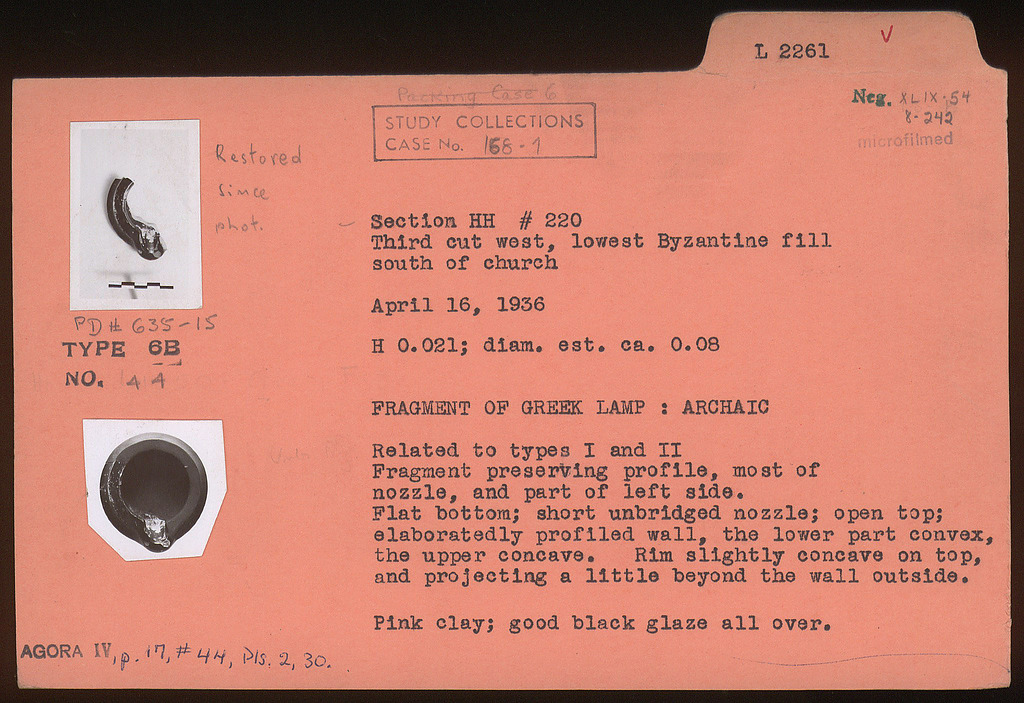 L 2261
V
Packing Case 6
STUDY COLLECTIONS
CASE No. 168-1
Neg. XLIX-54
8-242
microfilmed
Restored
since
phot.
- Section HH # 220
Third cut west, lowest Byzantine fill
south of church
April 16, 1936
H 0.021; diam. est. ca. 0.08
PD# 635-15
TYPE 6B
NO. 44
FRAGMENT OF GREEK LAMP : ARCHAIC
Related to types I and II
Fragment preserving profile, most of
nozzle, and part of left side.
Flat bottom; short unbridged nozzle; open top;
elaboratedly profiled wall, the lower part convex,
the upper concave. Rim slightly concave on top,
and projecting a little beyond the wall outside.
Pink clay; good black glaze all over.
AGORA IV, p. 17, #44, Pls. 2, 30.